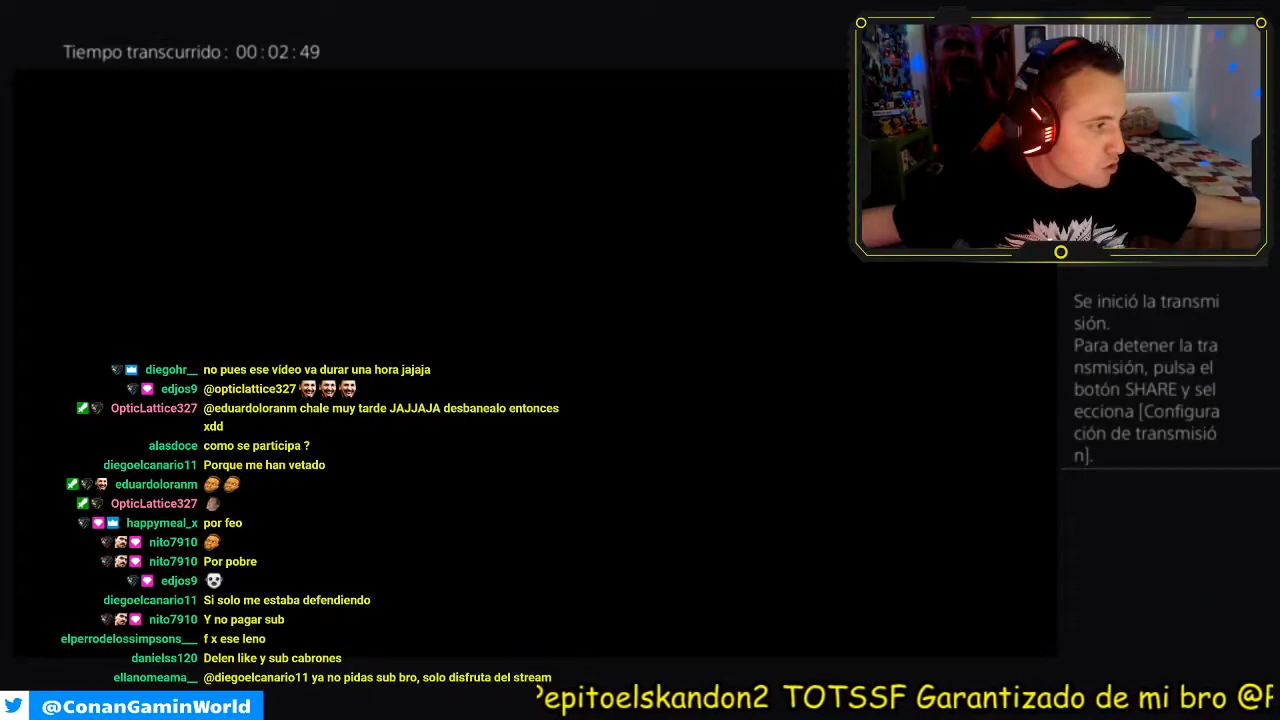 Tiempo transcurrido: 00:02:49
Se inició la transmi
sión.
Para detener la tra
nsmisión, pulsa el
botón SHARE y sel
ecciona [Configura
ción de transmisió
n].
diegohr__ no pues ese vídeo va durar una hora jajaja
edjos9 @opticlattice327
OpticLattice327 @eduardoloranm chale muy tarde JAJJAJA desbanealo entonces
xdd
alasdoce como se participa ?
diegoelcanario11 Porque me han vetado
eduardoloranm
OpticLattice327
happymeal_x por feo
nito7910
nito7910 Por pobre
edjos9
diegoelcanario11 Si solo me estaba defendiendo
nito7910 Y no pagar sub
elperrodelossimpsons___ f x ese leno
danielss120 Delen like y sub cabrones
ellanomeama__ @diegoelcanario11 ya no pidas sub bro, solo disfruta del stream
@ConanGaminWorld
epitoelskandon2 TOTSSF Garantizado de mi bro